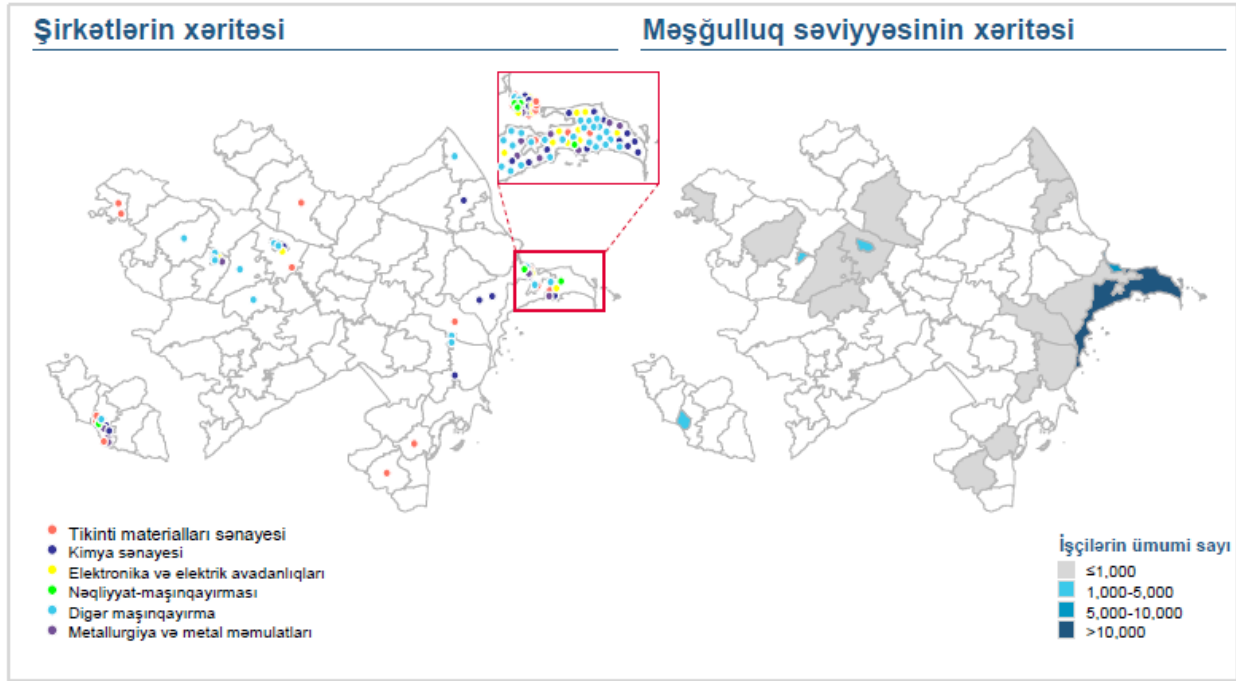 Şirkətlərin xəritəsi
Məşğulluq səviyyəsinin xəritəsi
Tikinti materialları sənayesi
Kimya sənayesi
Elektronika və elektrik avadanlıqları
Nəqliyyat-maşınqayırması
Digər maşınqayırma
Metallurgiya və metal məmulatları
İşçilərin ümumi sayı
≤1,000
1,000-5,000
5,000-10,000
>10,000